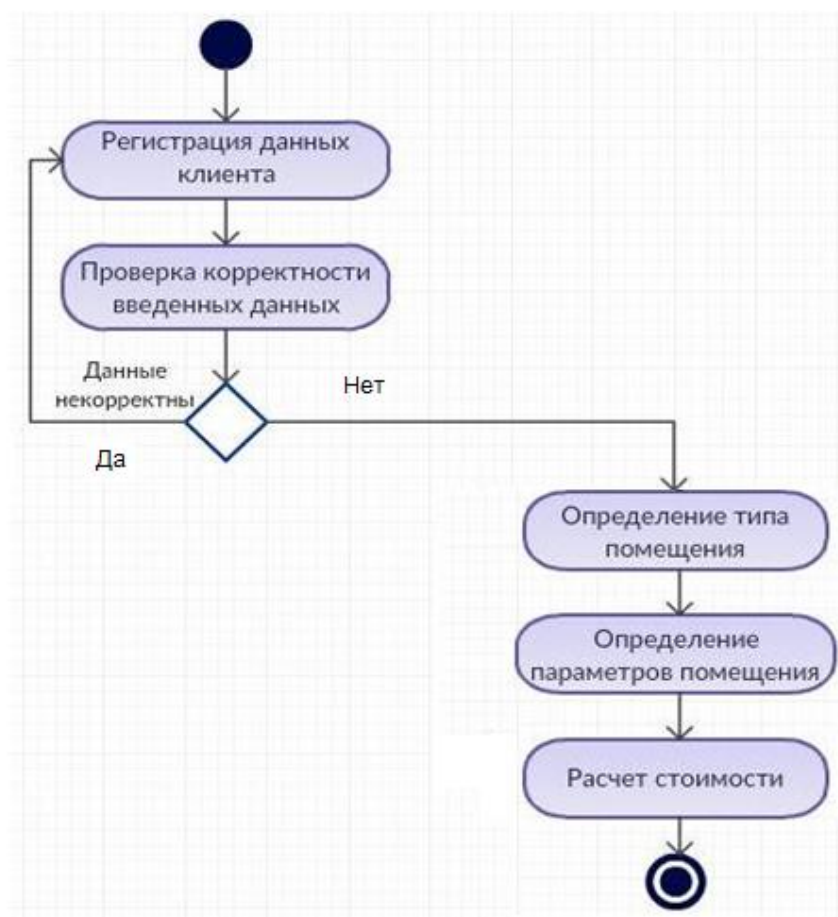 Регистрация данных
клиента
Проверка корректности
введенных данных
Данные
некорректны
Нет
Да
Определение типа
помещения
Определение
параметров помещения
Расчет стоимости